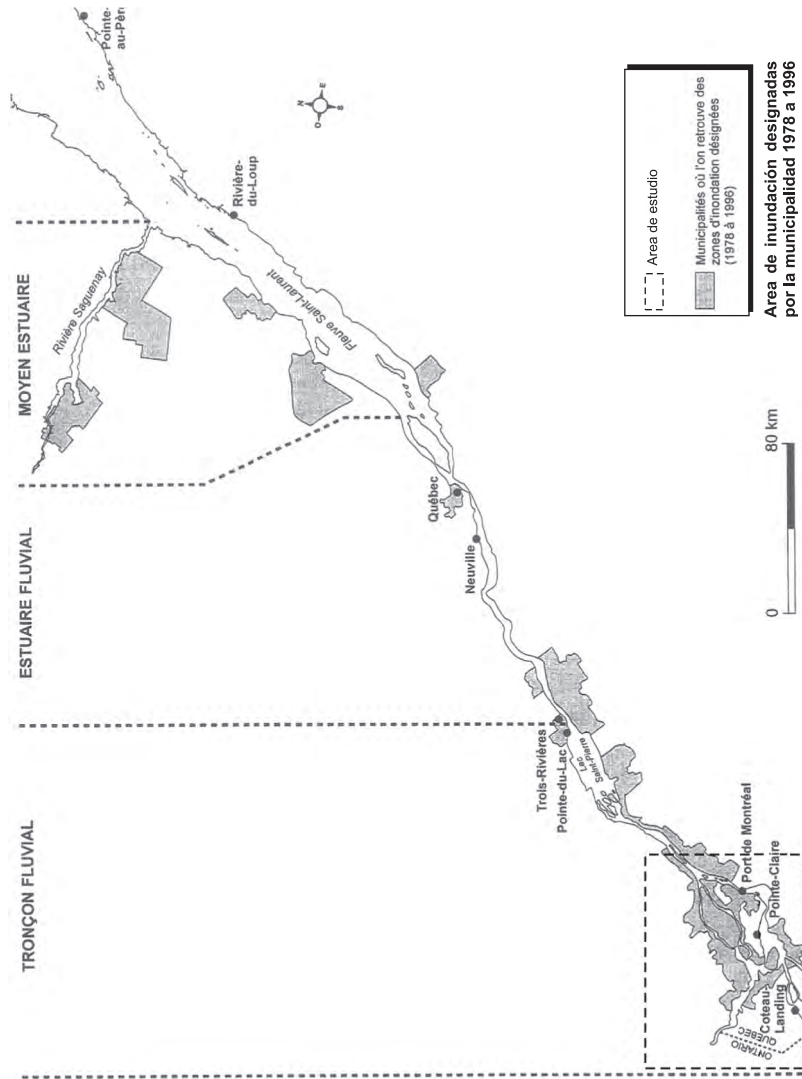 TRONÇON FLUVIAL
ESTUAIRE FLUVIAL
MOYEN ESTUAIRE
Rivière Saguenay
Pointe-
au-Pèr
Rivière-
du-Loup
N
E
S
O
Fleuve Saint-Laurent
Québec
Neuville
Trois-Rivières
Pointe-du-Lac
Lac
Saint-Pierre
Port de Montréal
Pointe-Claire
Coteau-
Landing
ONTARIO
QUÉBEC
0
80 km
Area de estudio
Municipalités où l'on retrouve des
zones d'inondation désignées
(1978 à 1996)
Area de inundación designadas
por la municipalidad 1978 a 1996